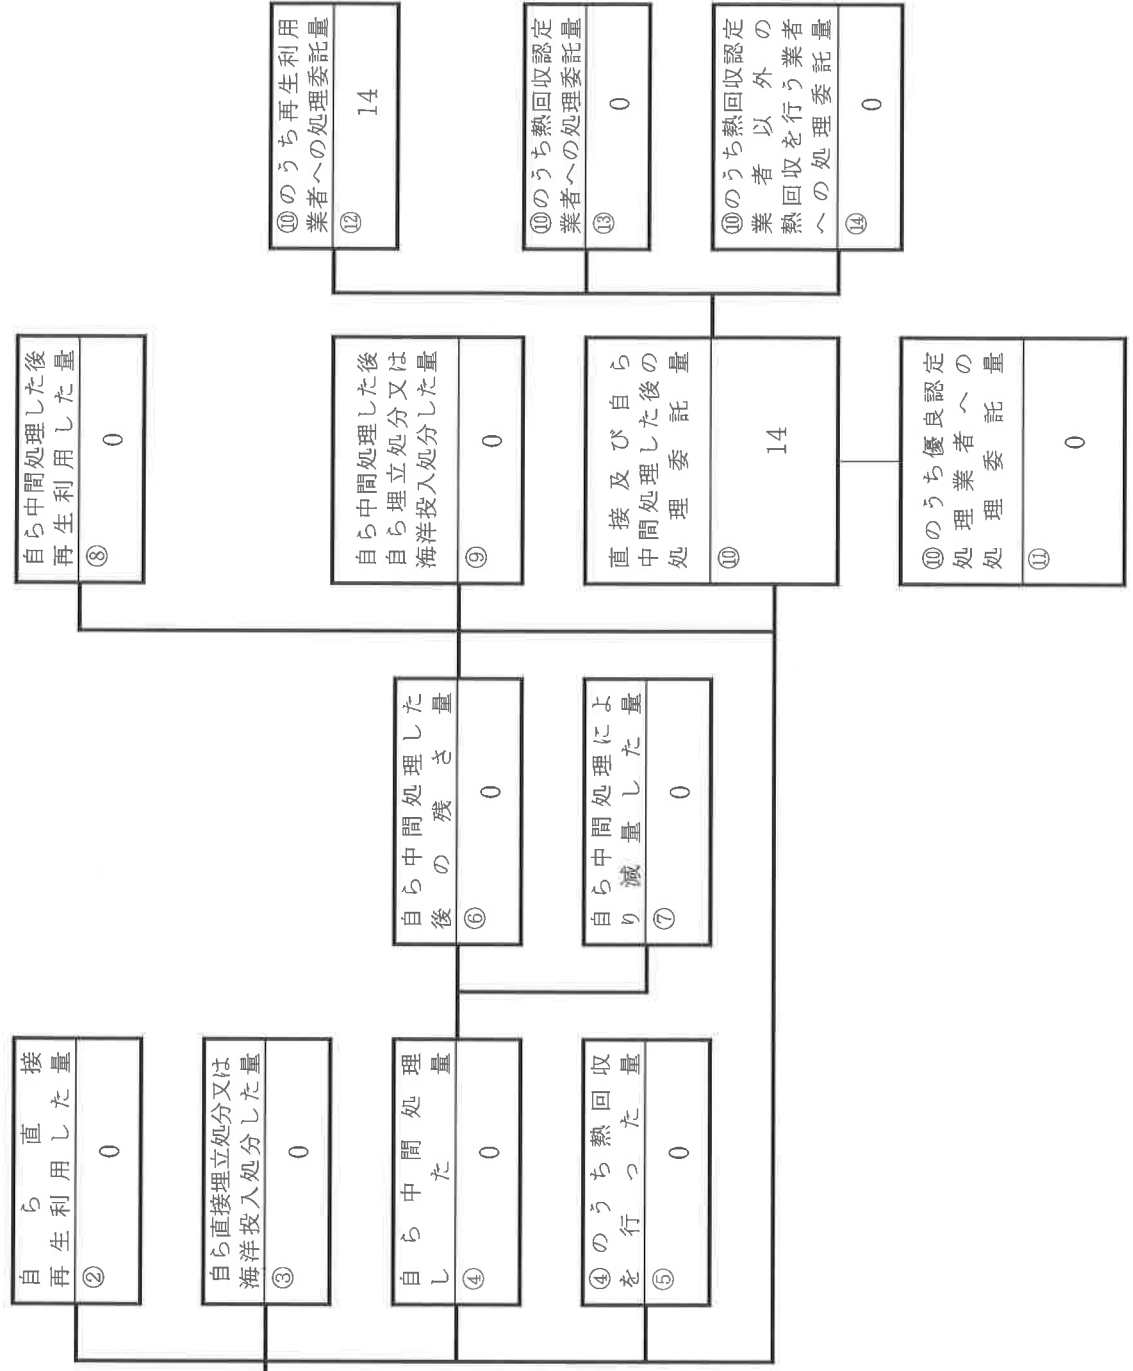 自ら直接
再生利用した量
②
0
自ら直接埋立処分又は
海洋投入処分した量
③
0
自ら中間処理
した量
④
0
④のうち熱回収
を行った量
⑤
0
自ら中間処理した
後の残さ量
⑥
0
自ら中間処理によ
り減量した量
⑦
0
自ら中間処理した後
再生利用した量
⑧
0
自ら中間処理した後
自ら埋立処分又は
海洋投入処分した量
⑨
0
直接及び自ら
中間処理した後の
処理委託量
⑩
14
⑩のうち優良認定
処理業者への
処理委託量
⑪
0
⑩のうち再生利用
業者への処理委託量
⑫
14
⑩のうち熱回収認定
業者への処理委託量
⑬
0
⑩のうち熱回収認定
業者以外の
熱回収を行う業者
への処理委託量
⑭
0